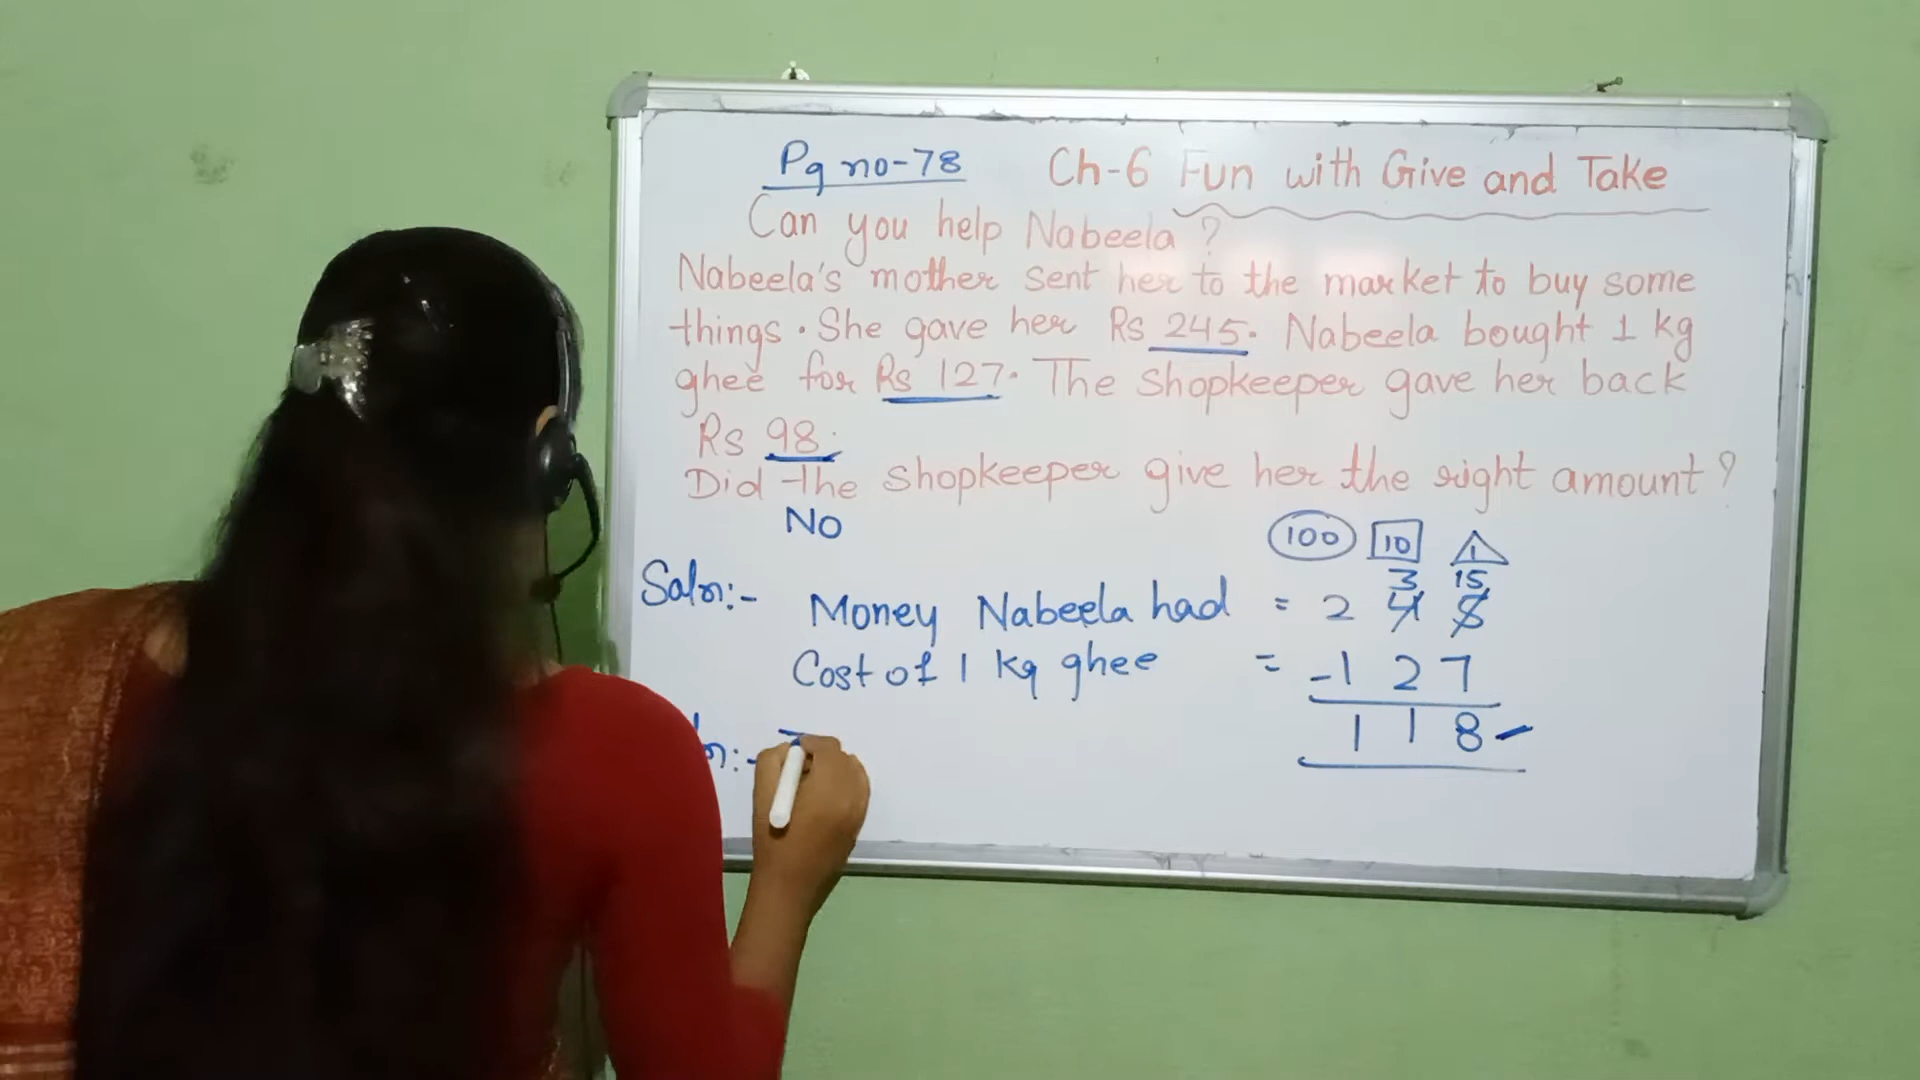 Pg no-78 Ch-6 Fun with Give and Take
Can you help Nabeela?
Nabeela's mother sent her to the market to buy some
things. She gave her Rs 245. Nabeela bought 1 kg
ghee for Rs 127. The shopkeeper gave her back
Rs 98.
Did the shopkeeper give her the right amount?
NO
100 10 1
3 15
Soln:- Money Nabeela had = 2 4 5
Cost of 1 kg ghee = -1 2 7
1 1 8